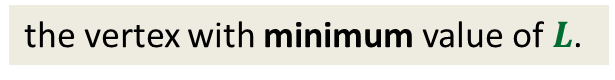 the vertex with minimum value of L.